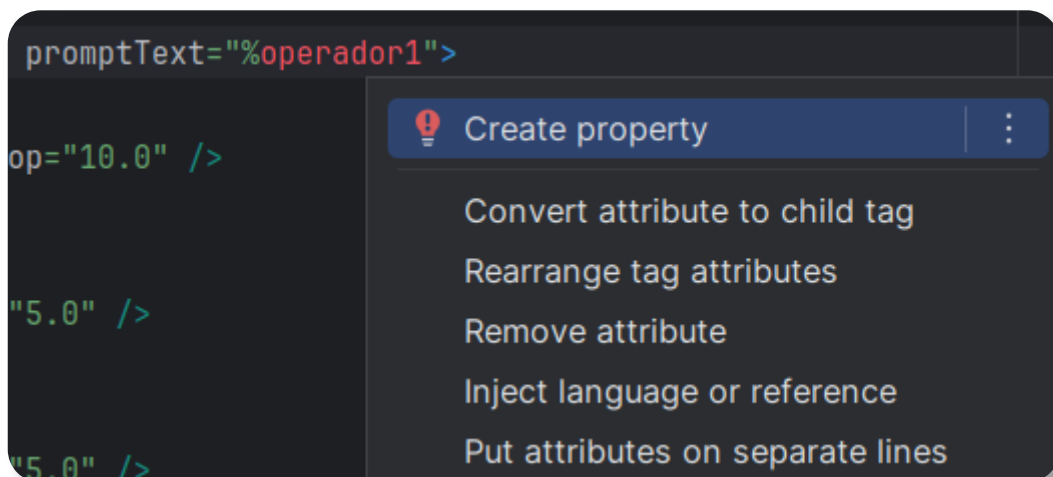 promptText="%operador1">
Create property
op="10.0" />
Convert attribute to child tag
Rearrange tag attributes
"5.0" />
Remove attribute
Inject language or reference
Put attributes on separate lines
"5.0" />